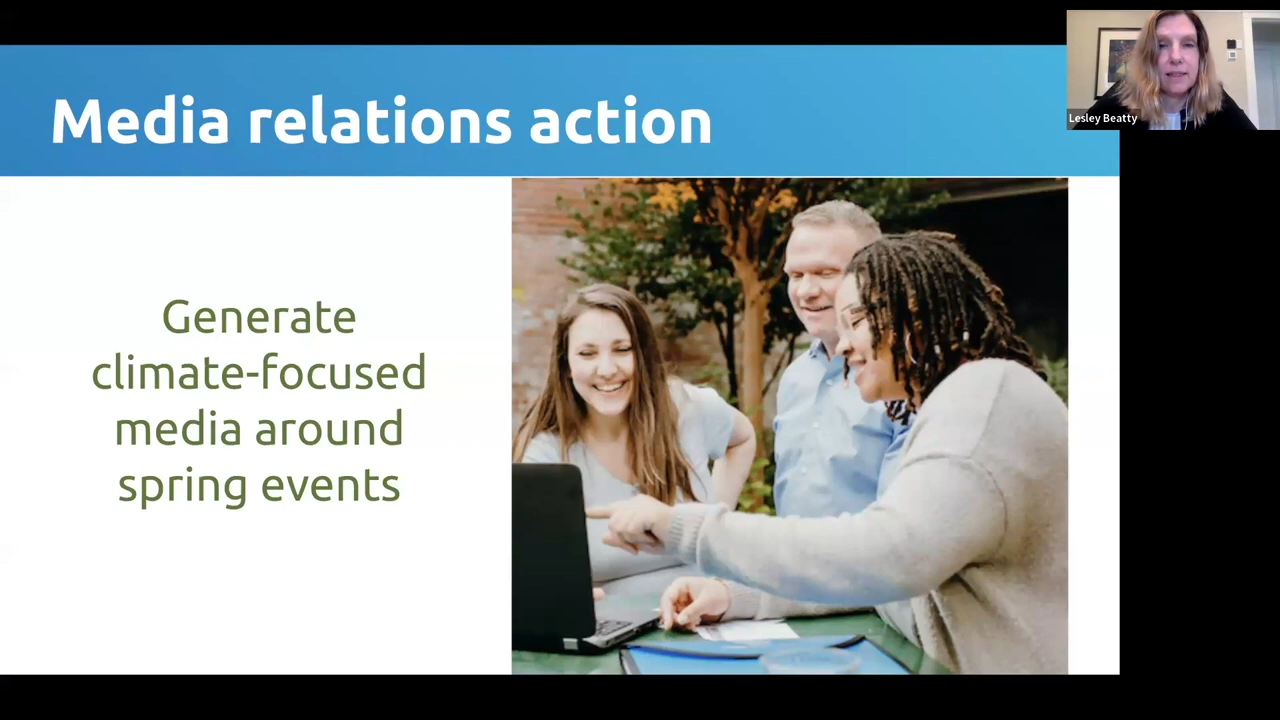 Media relations action
Lesley Beatty
Generate
climate-focused
media around
spring events